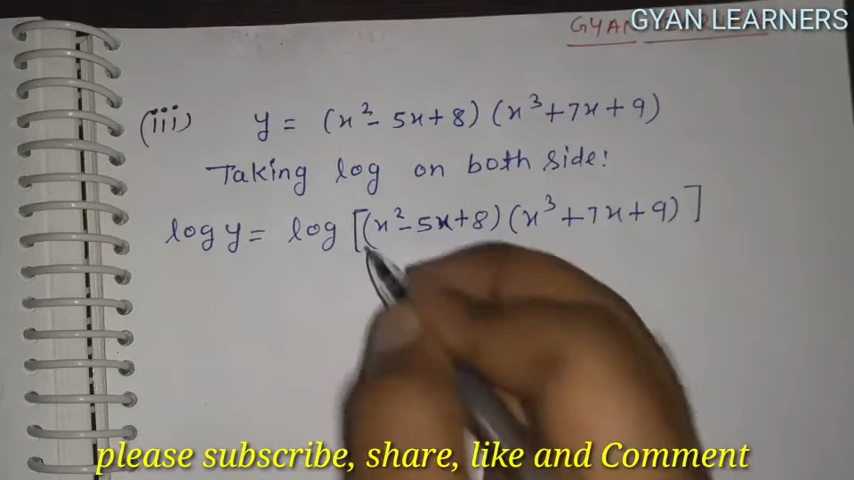 GYAN LEARNERS
GYAN
(iii) y = (x²- 5x+8) (x³+7x+9)
Taking log on both side:
log y = log [(x²-5x+8)(x³+7x+9)]
please subscribe, share, like and Comment